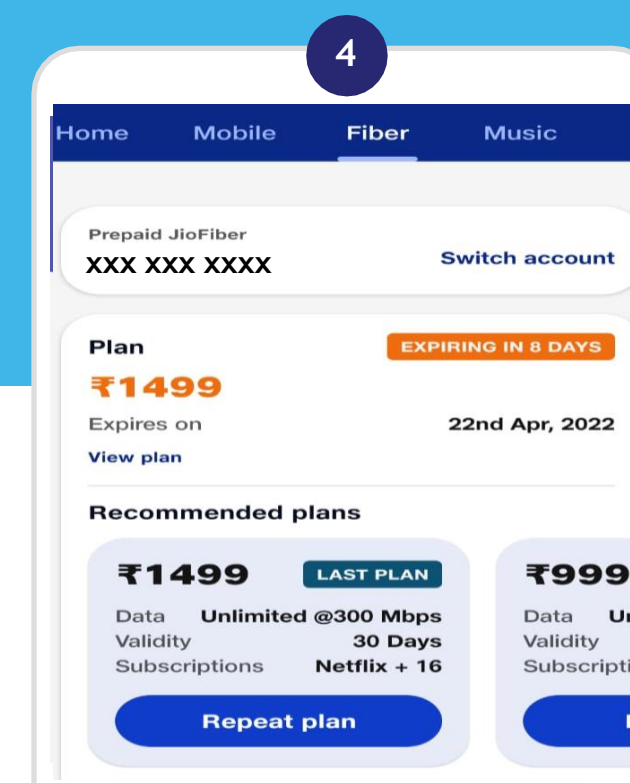 4
Home Mobile Fiber Music
Prepaid JioFiber
XXX XXX XXXX
Switch account
Plan
EXPIRING IN 8 DAYS
₹1499
Expires on 22nd Apr, 2022
View plan
Recommended plans
₹1499 LAST PLAN
Data Unlimited @300 Mbps
Validity 30 Days
Subscriptions Netflix + 16
Repeat plan
₹999
Data
Validity